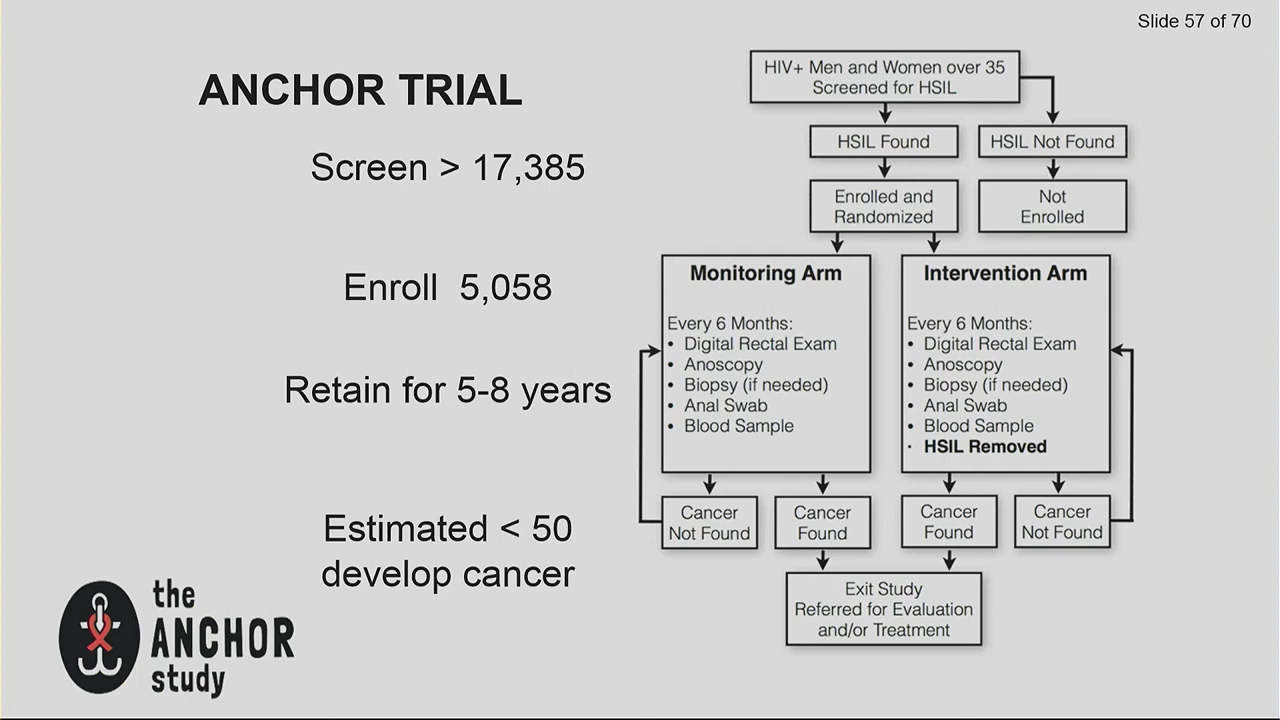 Slide 57 of 70
ANCHOR TRIAL
Screen > 17,385
Enroll 5,058
Retain for 5-8 years
Estimated < 50
develop cancer
the
ANCHOR
study
HIV+ Men and Women over 35
Screened for HSIL
HSIL Found
HSIL Not Found
Enrolled and
Randomized
Not
Enrolled
Monitoring Arm
Every 6 Months:
• Digital Rectal Exam
• Anoscopy
• Biopsy (if needed)
• Anal Swab
• Blood Sample
Intervention Arm
Every 6 Months:
• Digital Rectal Exam
• Anoscopy
• Biopsy (if needed)
• Anal Swab
• Blood Sample
· HSIL Removed
Cancer
Not Found
Cancer
Found
Cancer
Found
Cancer
Not Found
Exit Study
Referred for Evaluation
and/or Treatment